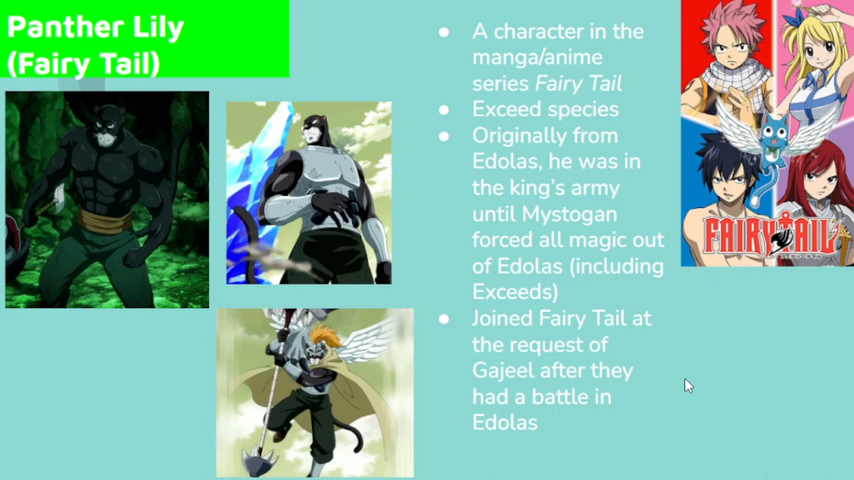 Panther Lily
(Fairy Tail)
● A character in the
manga/anime
series Fairy Tail
● Exceed species
● Originally from
Edolas, he was in
the king's army
until Mystogan
forced all magic out
of Edolas (including
Exceeds)
● Joined Fairy Tail at
the request of
Gajeel after they
had a battle in
Edolas
FAIRY TAIL